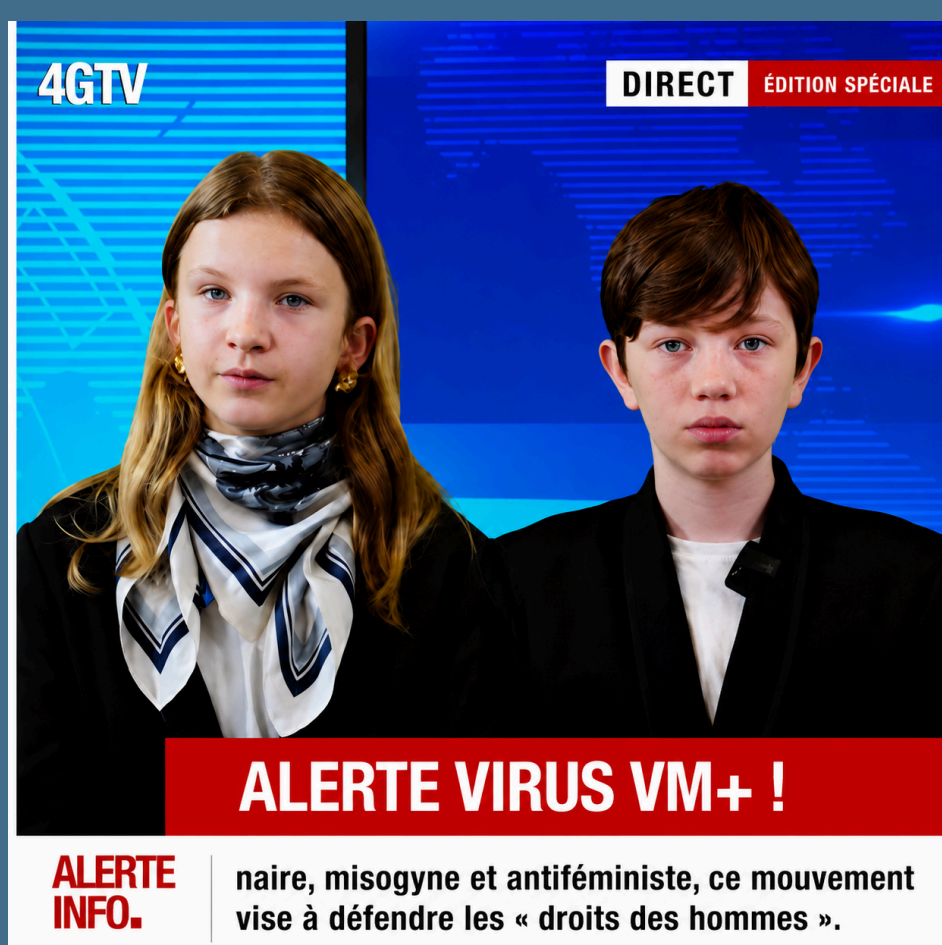 4GTV
DIRECT ÉDITION SPÉCIALE
ALERTE VIRUS VM+ !
ALERTE
INFO.
naire, misogyne et antiféministe, ce mouvement
vise à défendre les « droits des hommes ».